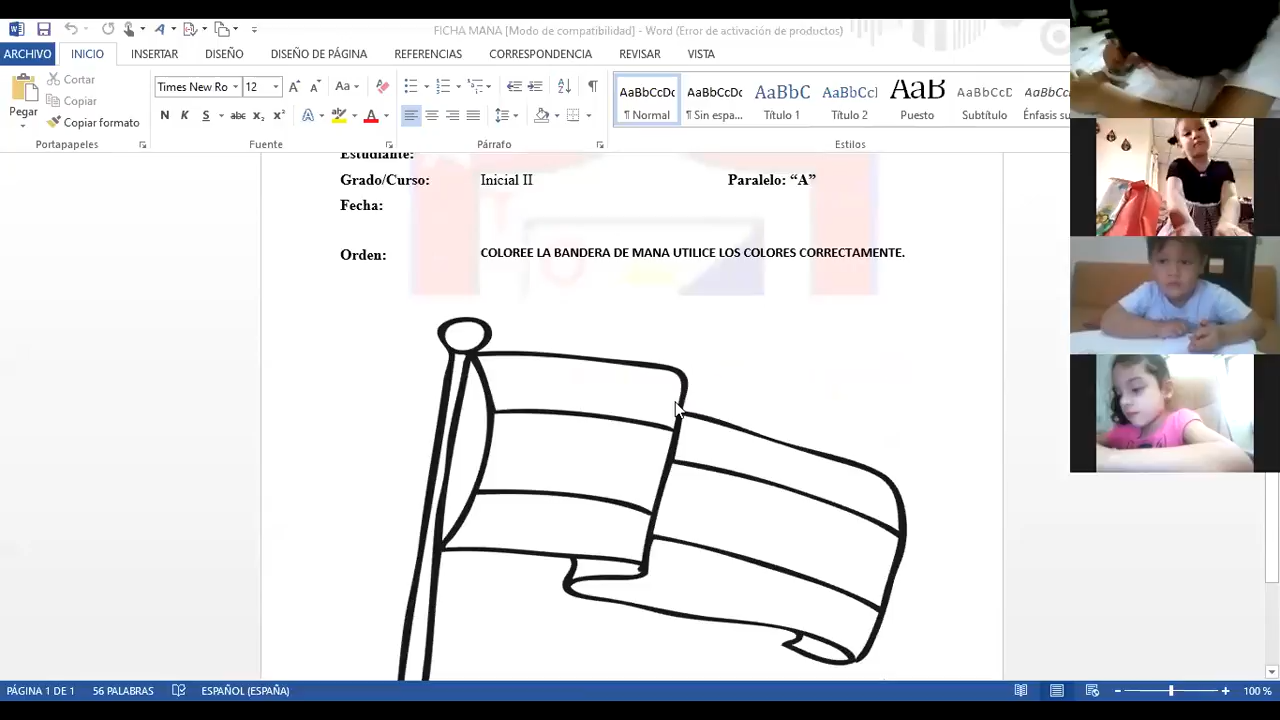 FICHA MANA [Modo de compatibilidad] - Word (Error de activación de productos)
ARCHIVO INICIO INSERTAR DISEÑO DISEÑO DE PÁGINA REFERENCIAS CORRESPONDENCIA REVISAR VISTA
Pegar
Cortar
Copiar
Copiar formato
Portapapeles
Times New Ro 12
N K S abc x₂ x²
Fuente
Párrafo
AaBbCcDc AaBbCcDc AaBbC AaBbCcl AaB AaBbCcD AaBbCcl
¶ Normal ¶ Sin espa... Título 1 Título 2 Puesto Subtítulo Énfasis su
Estilos
Estudiante:
Grado/Curso: Inicial II Paralelo: “A”
Fecha:
Orden: COLOREE LA BANDERA DE MANA UTILICE LOS COLORES CORRECTAMENTE.
PÁGINA 1 DE 1 56 PALABRAS ESPAÑOL (ESPAÑA) 100 %